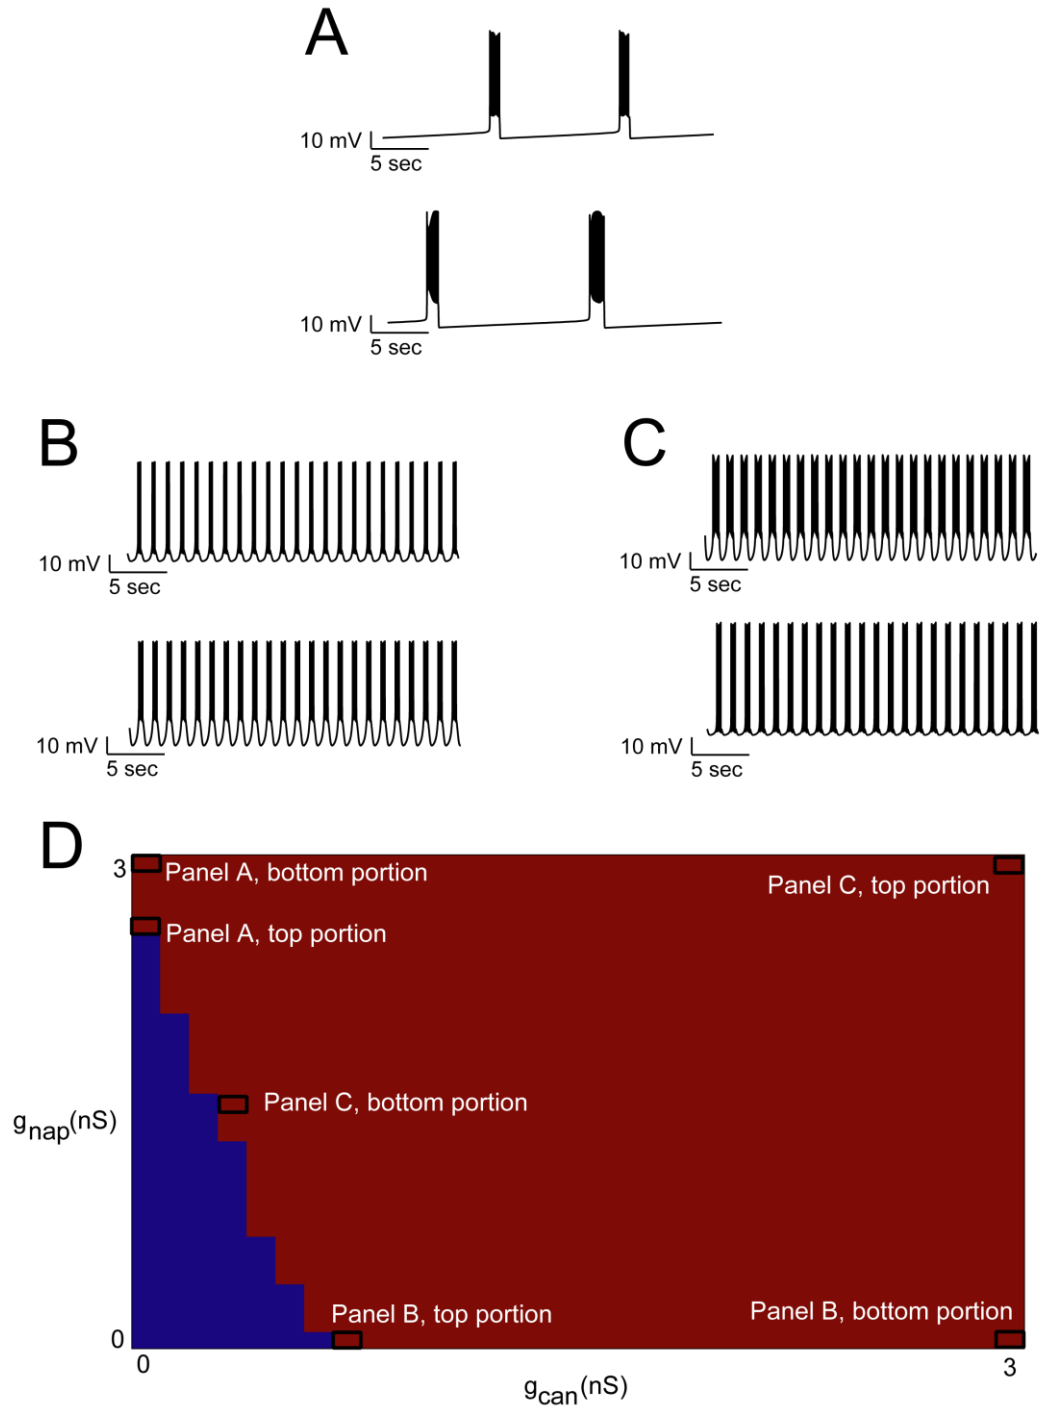 A
10 mV
5 sec
10 mV
5 sec
B
C
10 mV
5 sec
10 mV
5 sec
10 mV
5 sec
10 mV
5 sec
D
3
Panel A, bottom portion
Panel C, top portion
Panel A, top portion
Panel C, bottom portion
gnap(nS)
Panel B, top portion
Panel B, bottom portion
0
0
3
gcan(nS)